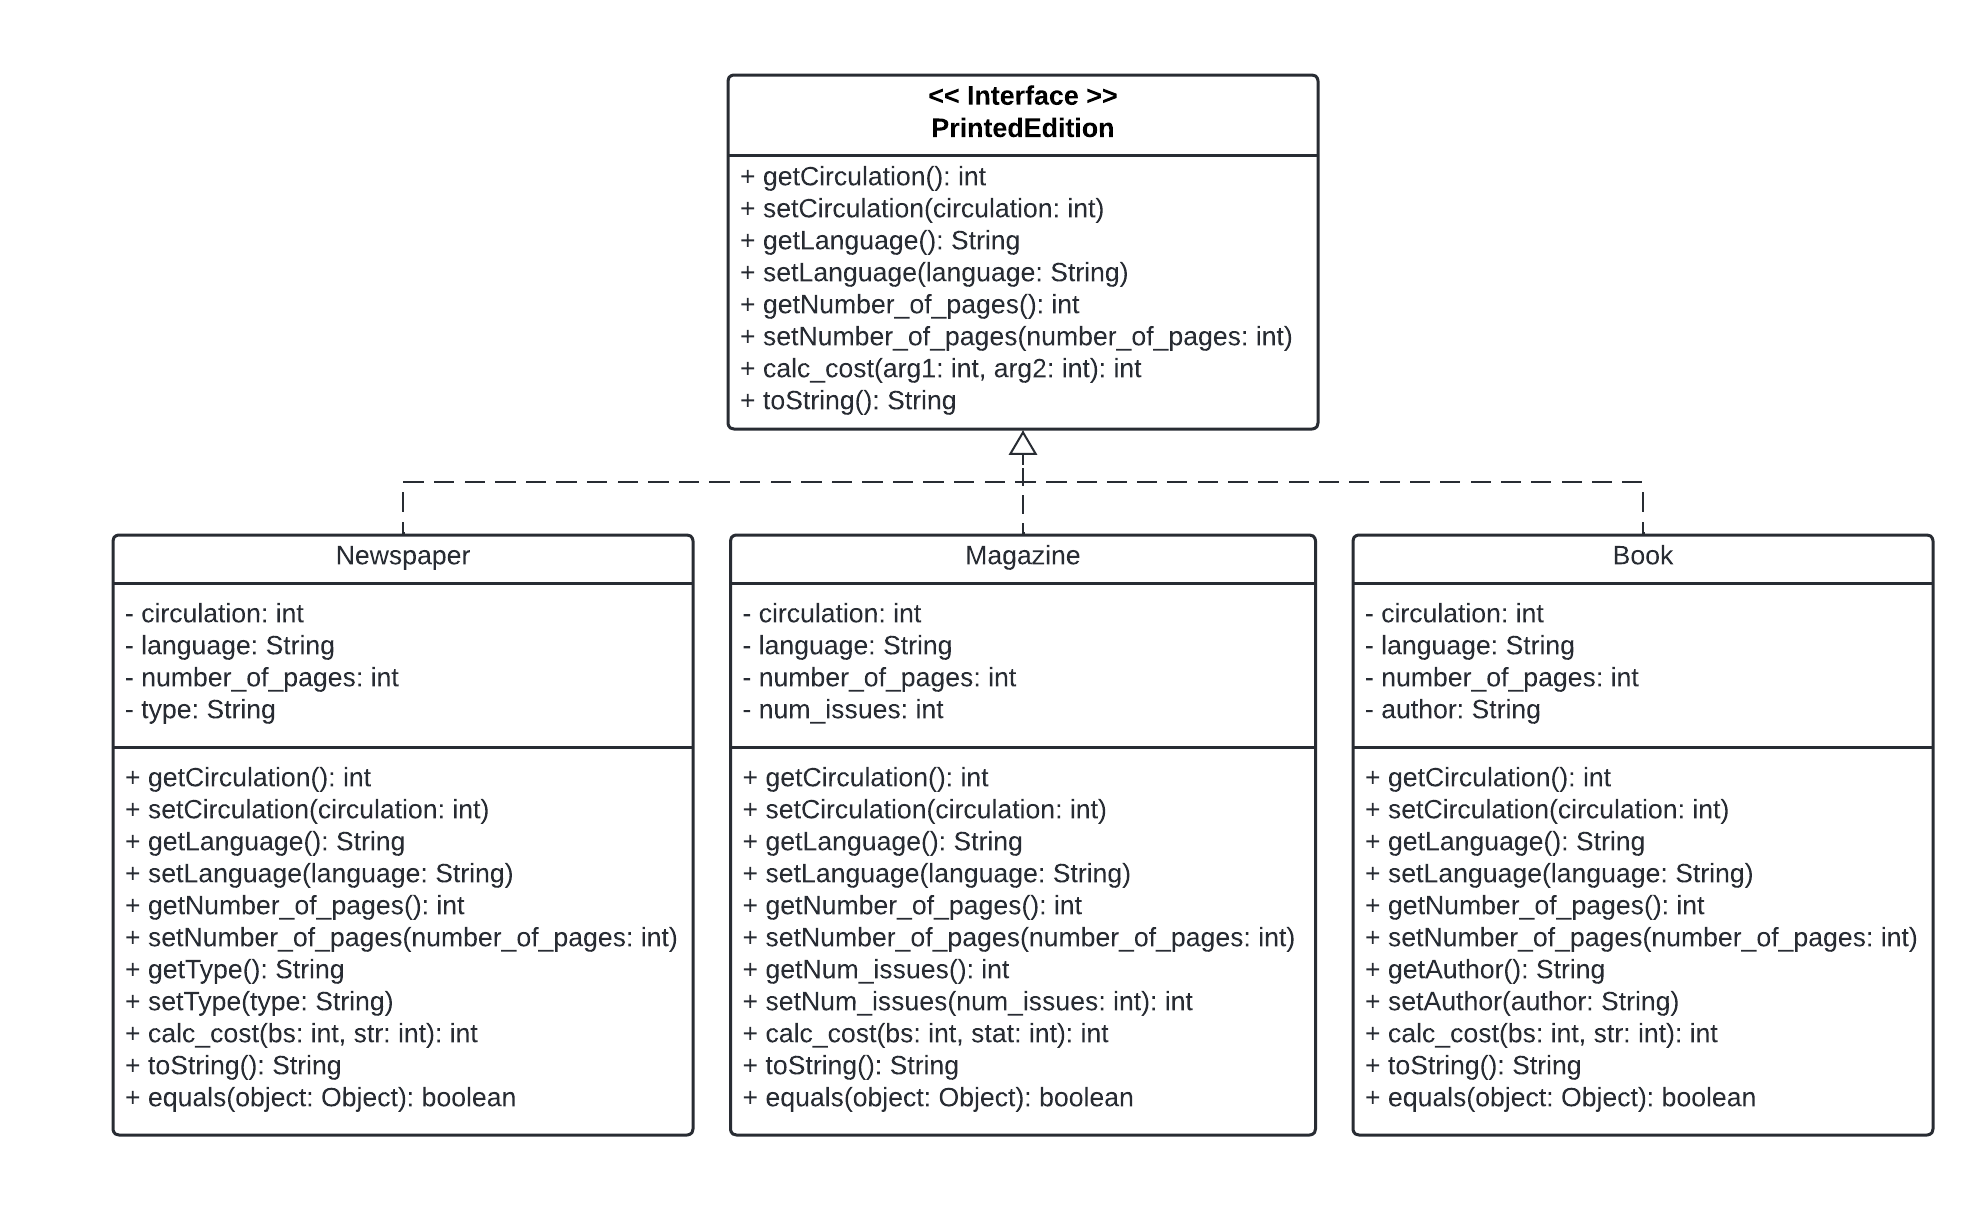 << Interface >>
PrintedEdition
+ getCirculation(): int
+ setCirculation(circulation: int)
+ getLanguage(): String
+ setLanguage(language: String)
+ getNumber_of_pages(): int
+ setNumber_of_pages(number_of_pages: int)
+ calc_cost(arg1: int, arg2: int): int
+ toString(): String
Newspaper
- circulation: int
- language: String
- number_of_pages: int
- type: String
+ getCirculation(): int
+ setCirculation(circulation: int)
+ getLanguage(): String
+ setLanguage(language: String)
+ getNumber_of_pages(): int
+ setNumber_of_pages(number_of_pages: int)
+ getType(): String
+ setType(type: String)
+ calc_cost(bs: int, str: int): int
+ toString(): String
+ equals(object: Object): boolean
Magazine
- circulation: int
- language: String
- number_of_pages: int
- num_issues: int
+ getCirculation(): int
+ setCirculation(circulation: int)
+ getLanguage(): String
+ setLanguage(language: String)
+ getNumber_of_pages(): int
+ setNumber_of_pages(number_of_pages: int)
+ getNum_issues(): int
+ setNum_issues(num_issues: int): int
+ calc_cost(bs: int, stat: int): int
+ toString(): String
+ equals(object: Object): boolean
Book
- circulation: int
- language: String
- number_of_pages: int
- author: String
+ getCirculation(): int
+ setCirculation(circulation: int)
+ getLanguage(): String
+ setLanguage(language: String)
+ getNumber_of_pages(): int
+ setNumber_of_pages(number_of_pages: int)
+ getAuthor(): String
+ setAuthor(author: String)
+ calc_cost(bs: int, str: int): int
+ toString(): String
+ equals(object: Object): boolean